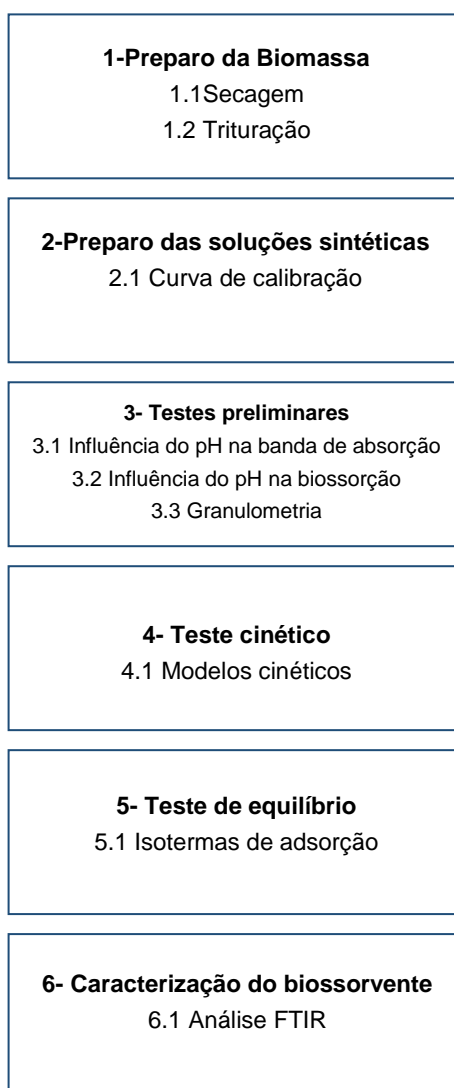 1-Preparo da Biomassa
1.1Secagem
1.2 Trituração
2-Preparo das soluções sintéticas
2.1 Curva de calibração
3- Testes preliminares
3.1 Influência do pH na banda de absorção
3.2 Influência do pH na biossorção
3.3 Granulometria
4- Teste cinético
4.1 Modelos cinéticos
5- Teste de equilíbrio
5.1 Isotermas de adsorção
6- Caracterização do biossorvente
6.1 Análise FTIR